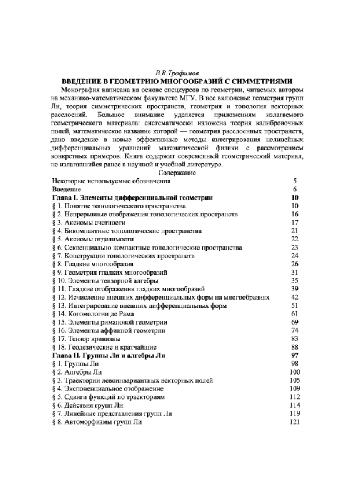 В.В.Трофимов
ВВЕДЕНИЕ В ГЕОМЕТРИЮ МНОГООБРАЗИЙ С СИММЕТРИЯМИ
Монография написана на основе спецкурсов по геометрии, читаемых автором
на механико-математическом факультете МГУ. В нее включены: геометрия групп
Ли, теория симметрических пространств, геометрия и топология векторных
расслоений. Большое внимание уделяется применениям излагаемого
геометрического материала: систематически изложена теория калибровочных
полей, математическое название которой — геометрия расслоенных пространств,
дано введение в новые эффективные методы интегрирования нелинейных
дифференциальных уравнений математической физики с рассмотрением
конкретных примеров. Книга содержит современный геометрический материал,
не излагавшийся ранее в научной и учебной литературе.
Содержание
Некоторые используемые обозначения 5
Введение 6
Глава I. Элементы дифференциальной геометрии 10
§ 1. Понятие топологического пространства 10
§ 2. Непрерывные отображения топологических пространств 16
§ 3. Аксиомы счетности 17
§ 4. Бикомпактные топологические пространства 21
§ 5. Аксиомы отделимости 22
§ 6. Секвенциально компактные топологические пространства 23
§ 7. Конструкции топологических пространств 24
§ 8. Гладкие многообразия 26
§ 9. Геометрия гладких многообразий 31
§ 10. Элементы тензорной алгебры 35
§ 11. Гладкие отображения гладких многообразий 39
§ 12. Исчисление внешних дифференциальных форм на многообразиях 42
§ 13. Интегрирование внешних дифференциальных форм 51
§ 14. Когомологии де Рама 61
§ 15. Элементы римановой геометрии 69
§ 16. Элементы аффинной геометрии 74
§ 17. Тензор кривизны 83
§ 18. Геодезические и кратчайшие 88
Глава II. Группы Ли и алгебры Ли 97
§ 1. Группы Ли 98
§ 2. Алгебры Ли 100
§ 3. Траектории левоинвариантных векторных полей 105
§ 4. Экспоненциальное отображение 109
§ 5. Сдвиги функций по траекториям 112
§ 6. Действия групп Ли 114
§ 7. Линейные представления групп Ли 119
§ 8. Автоморфизмы групп Ли 121